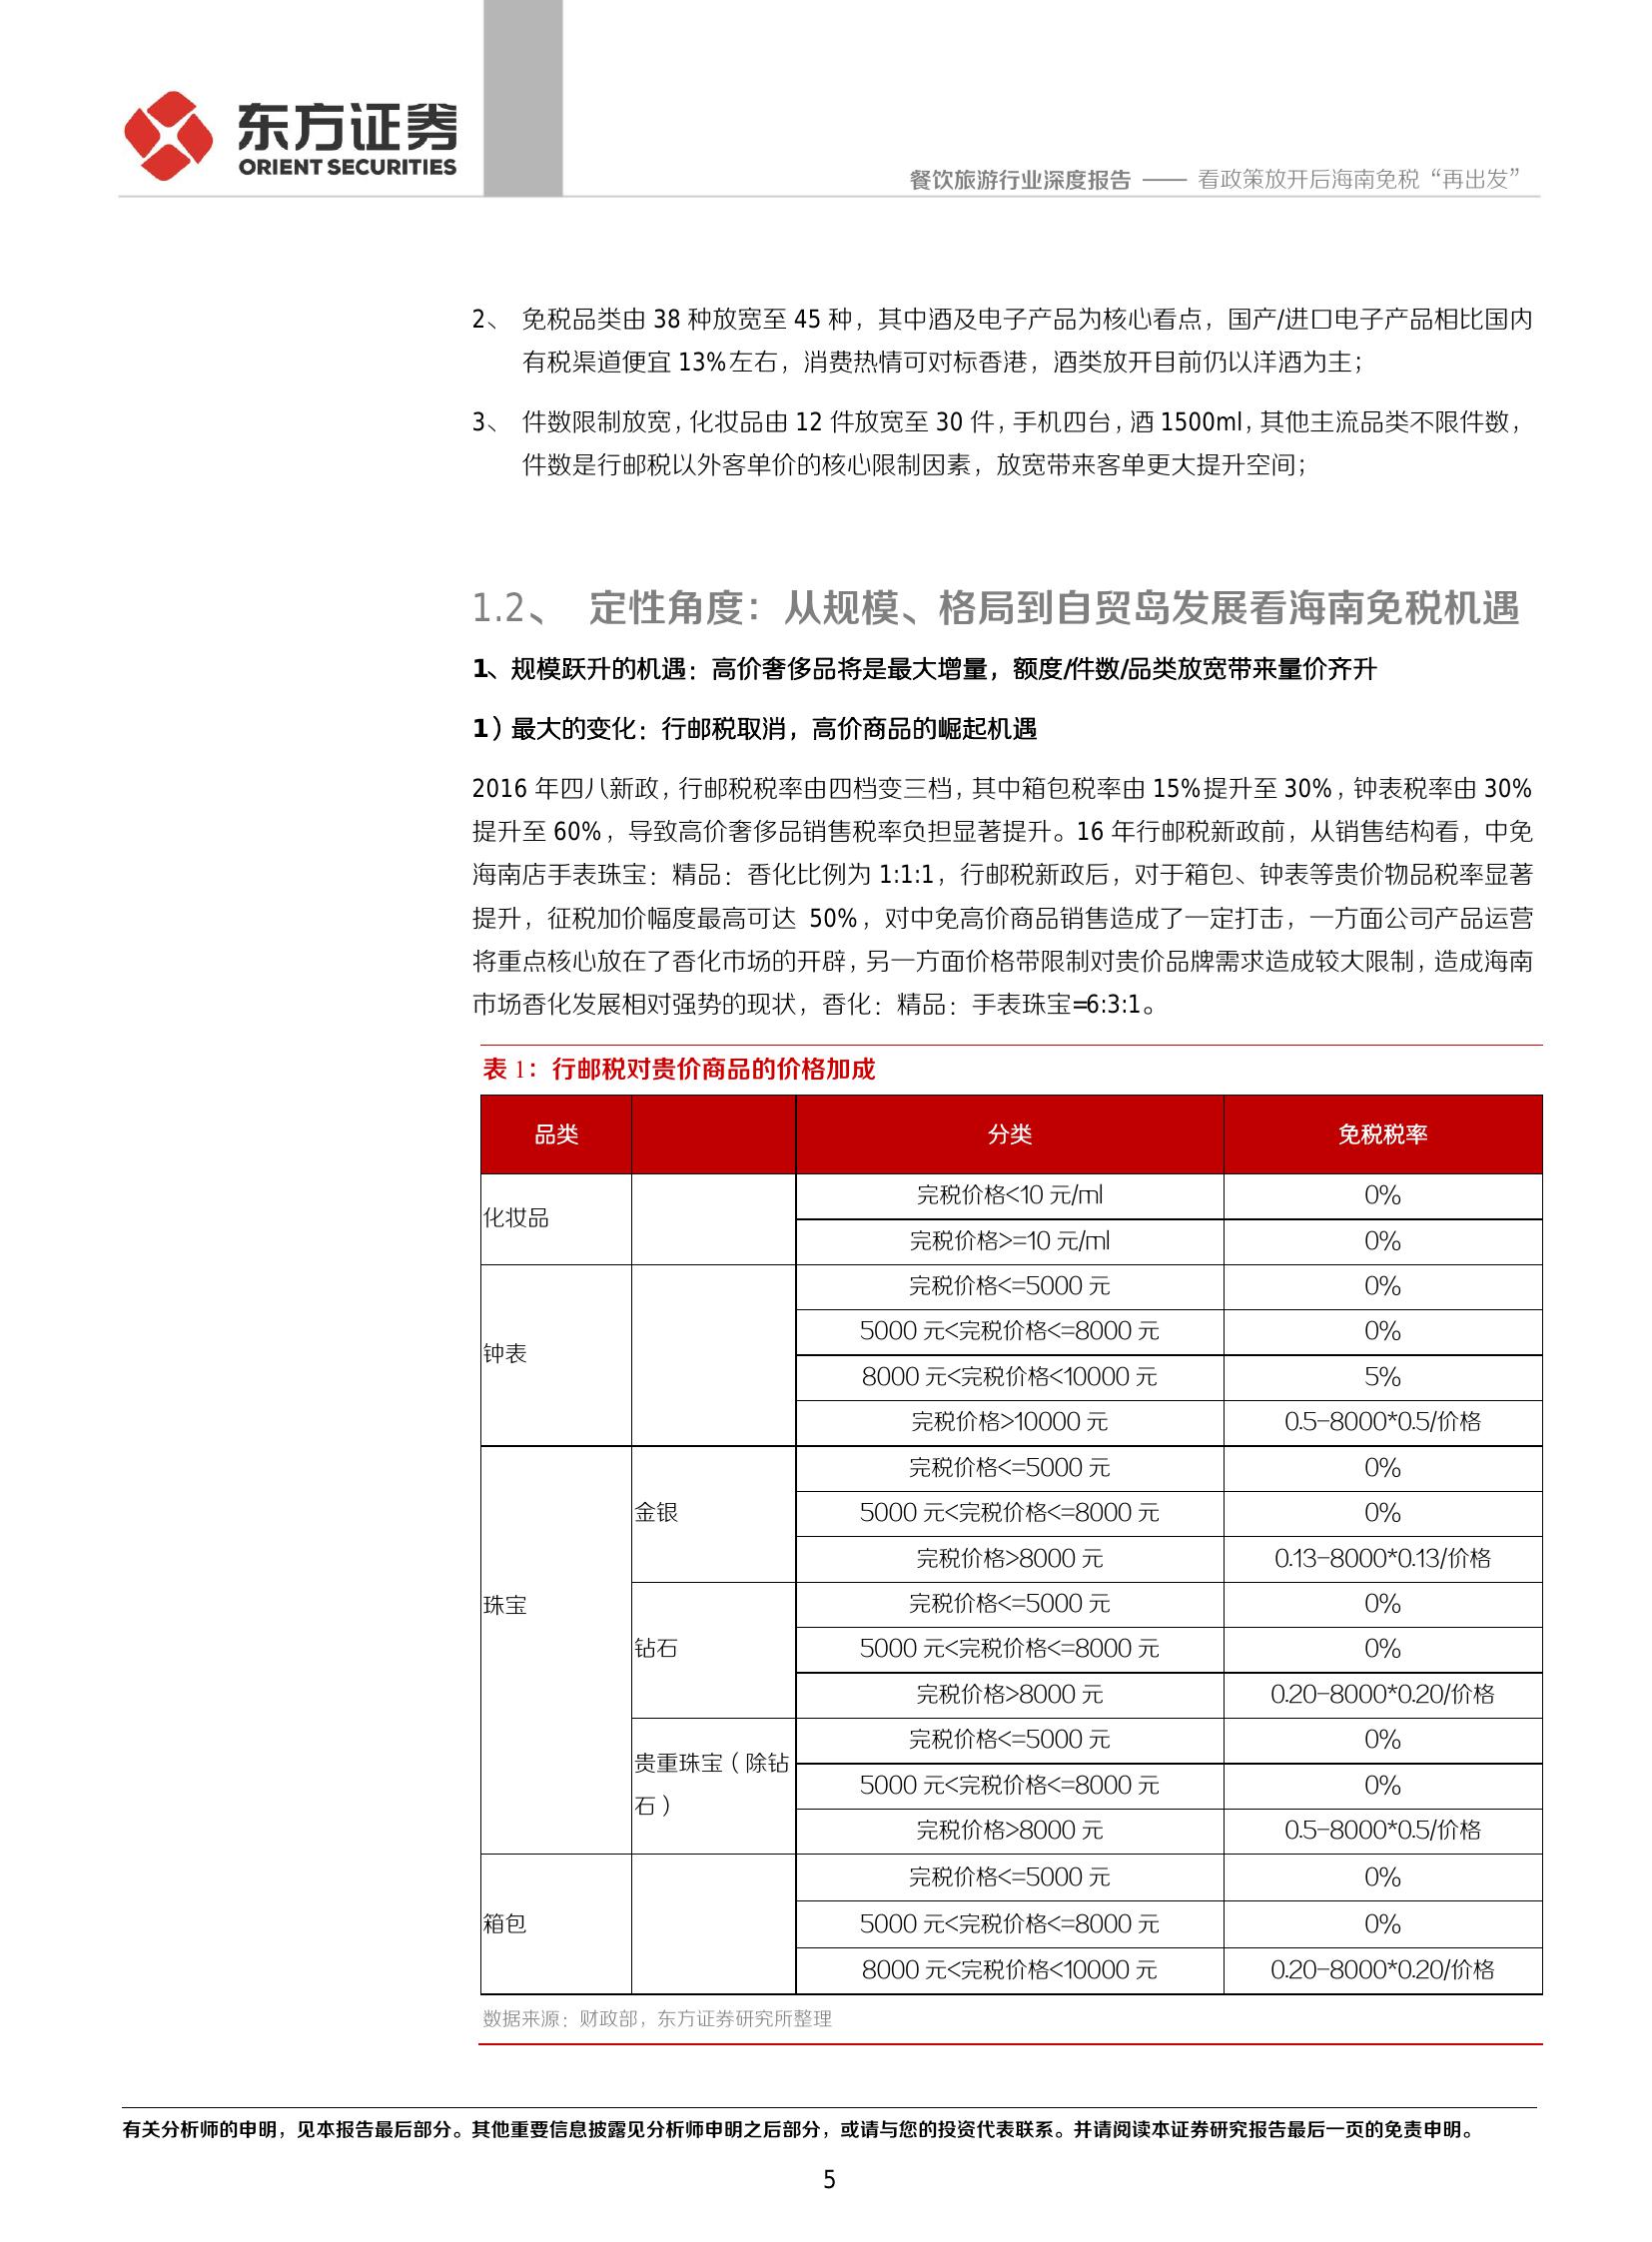 东方证券
ORIENT SECURITIES
餐饮旅游行业深度报告 —— 看政策放开后海南免税“再出发”
2、 免税品类由 38 种放宽至 45 种，其中酒及电子产品为核心看点，国产/进口电子产品相比国内
有税渠道便宜 13%左右，消费热情可对标香港，酒类放开目前仍以洋酒为主；
3、 件数限制放宽，化妆品由 12 件放宽至 30 件，手机四台，酒 1500ml，其他主流品类不限件数，
件数是行邮税以外客单价的核心限制因素，放宽带来客单更大提升空间；
1.2、 定性角度：从规模、格局到自贸岛发展看海南免税机遇
1、规模跃升的机遇：高价奢侈品将是最大增量，额度/件数/品类放宽带来量价齐升
1）最大的变化：行邮税取消，高价商品的崛起机遇
2016 年四八新政，行邮税税率由四档变三档，其中箱包税率由 15%提升至 30%，钟表税率由 30%
提升至 60%，导致高价奢侈品销售税率负担显著提升。16 年行邮税新政前，从销售结构看，中免
海南店手表珠宝：精品：香化比例为 1:1:1，行邮税新政后，对于箱包、钟表等贵价物品税率显著
提升，征税加价幅度最高可达 50%，对中免高价商品销售造成了一定打击，一方面公司产品运营
将重点核心放在了香化市场的开辟，另一方面价格带限制对贵价品牌需求造成较大限制，造成海南
市场香化发展相对强势的现状，香化：精品：手表珠宝=6:3:1。
表 1：行邮税对贵价商品的价格加成
品类 分类 免税税率
化妆品 完税价格<10 元/ml 0%
完税价格>=10 元/ml 0%
钟表 完税价格<=5000 元 0%
5000 元<完税价格<=8000 元 0%
8000 元<完税价格<10000 元 5%
完税价格>10000 元 0.5-8000*0.5/价格
珠宝 金银 完税价格<=5000 元 0%
5000 元<完税价格<=8000 元 0%
完税价格>8000 元 0.13-8000*0.13/价格
钻石 完税价格<=5000 元 0%
5000 元<完税价格<=8000 元 0%
完税价格>8000 元 0.20-8000*0.20/价格
贵重珠宝（除钻
石） 完税价格<=5000 元 0%
5000 元<完税价格<=8000 元 0%
完税价格>8000 元 0.5-8000*0.5/价格
箱包 完税价格<=5000 元 0%
5000 元<完税价格<=8000 元 0%
8000 元<完税价格<10000 元 0.20-8000*0.20/价格
数据来源：财政部，东方证券研究所整理
有关分析师的申明，见本报告最后部分。其他重要信息披露见分析师申明之后部分，或请与您的投资代表联系。并请阅读本证券研究报告最后一页的免责申明。
5